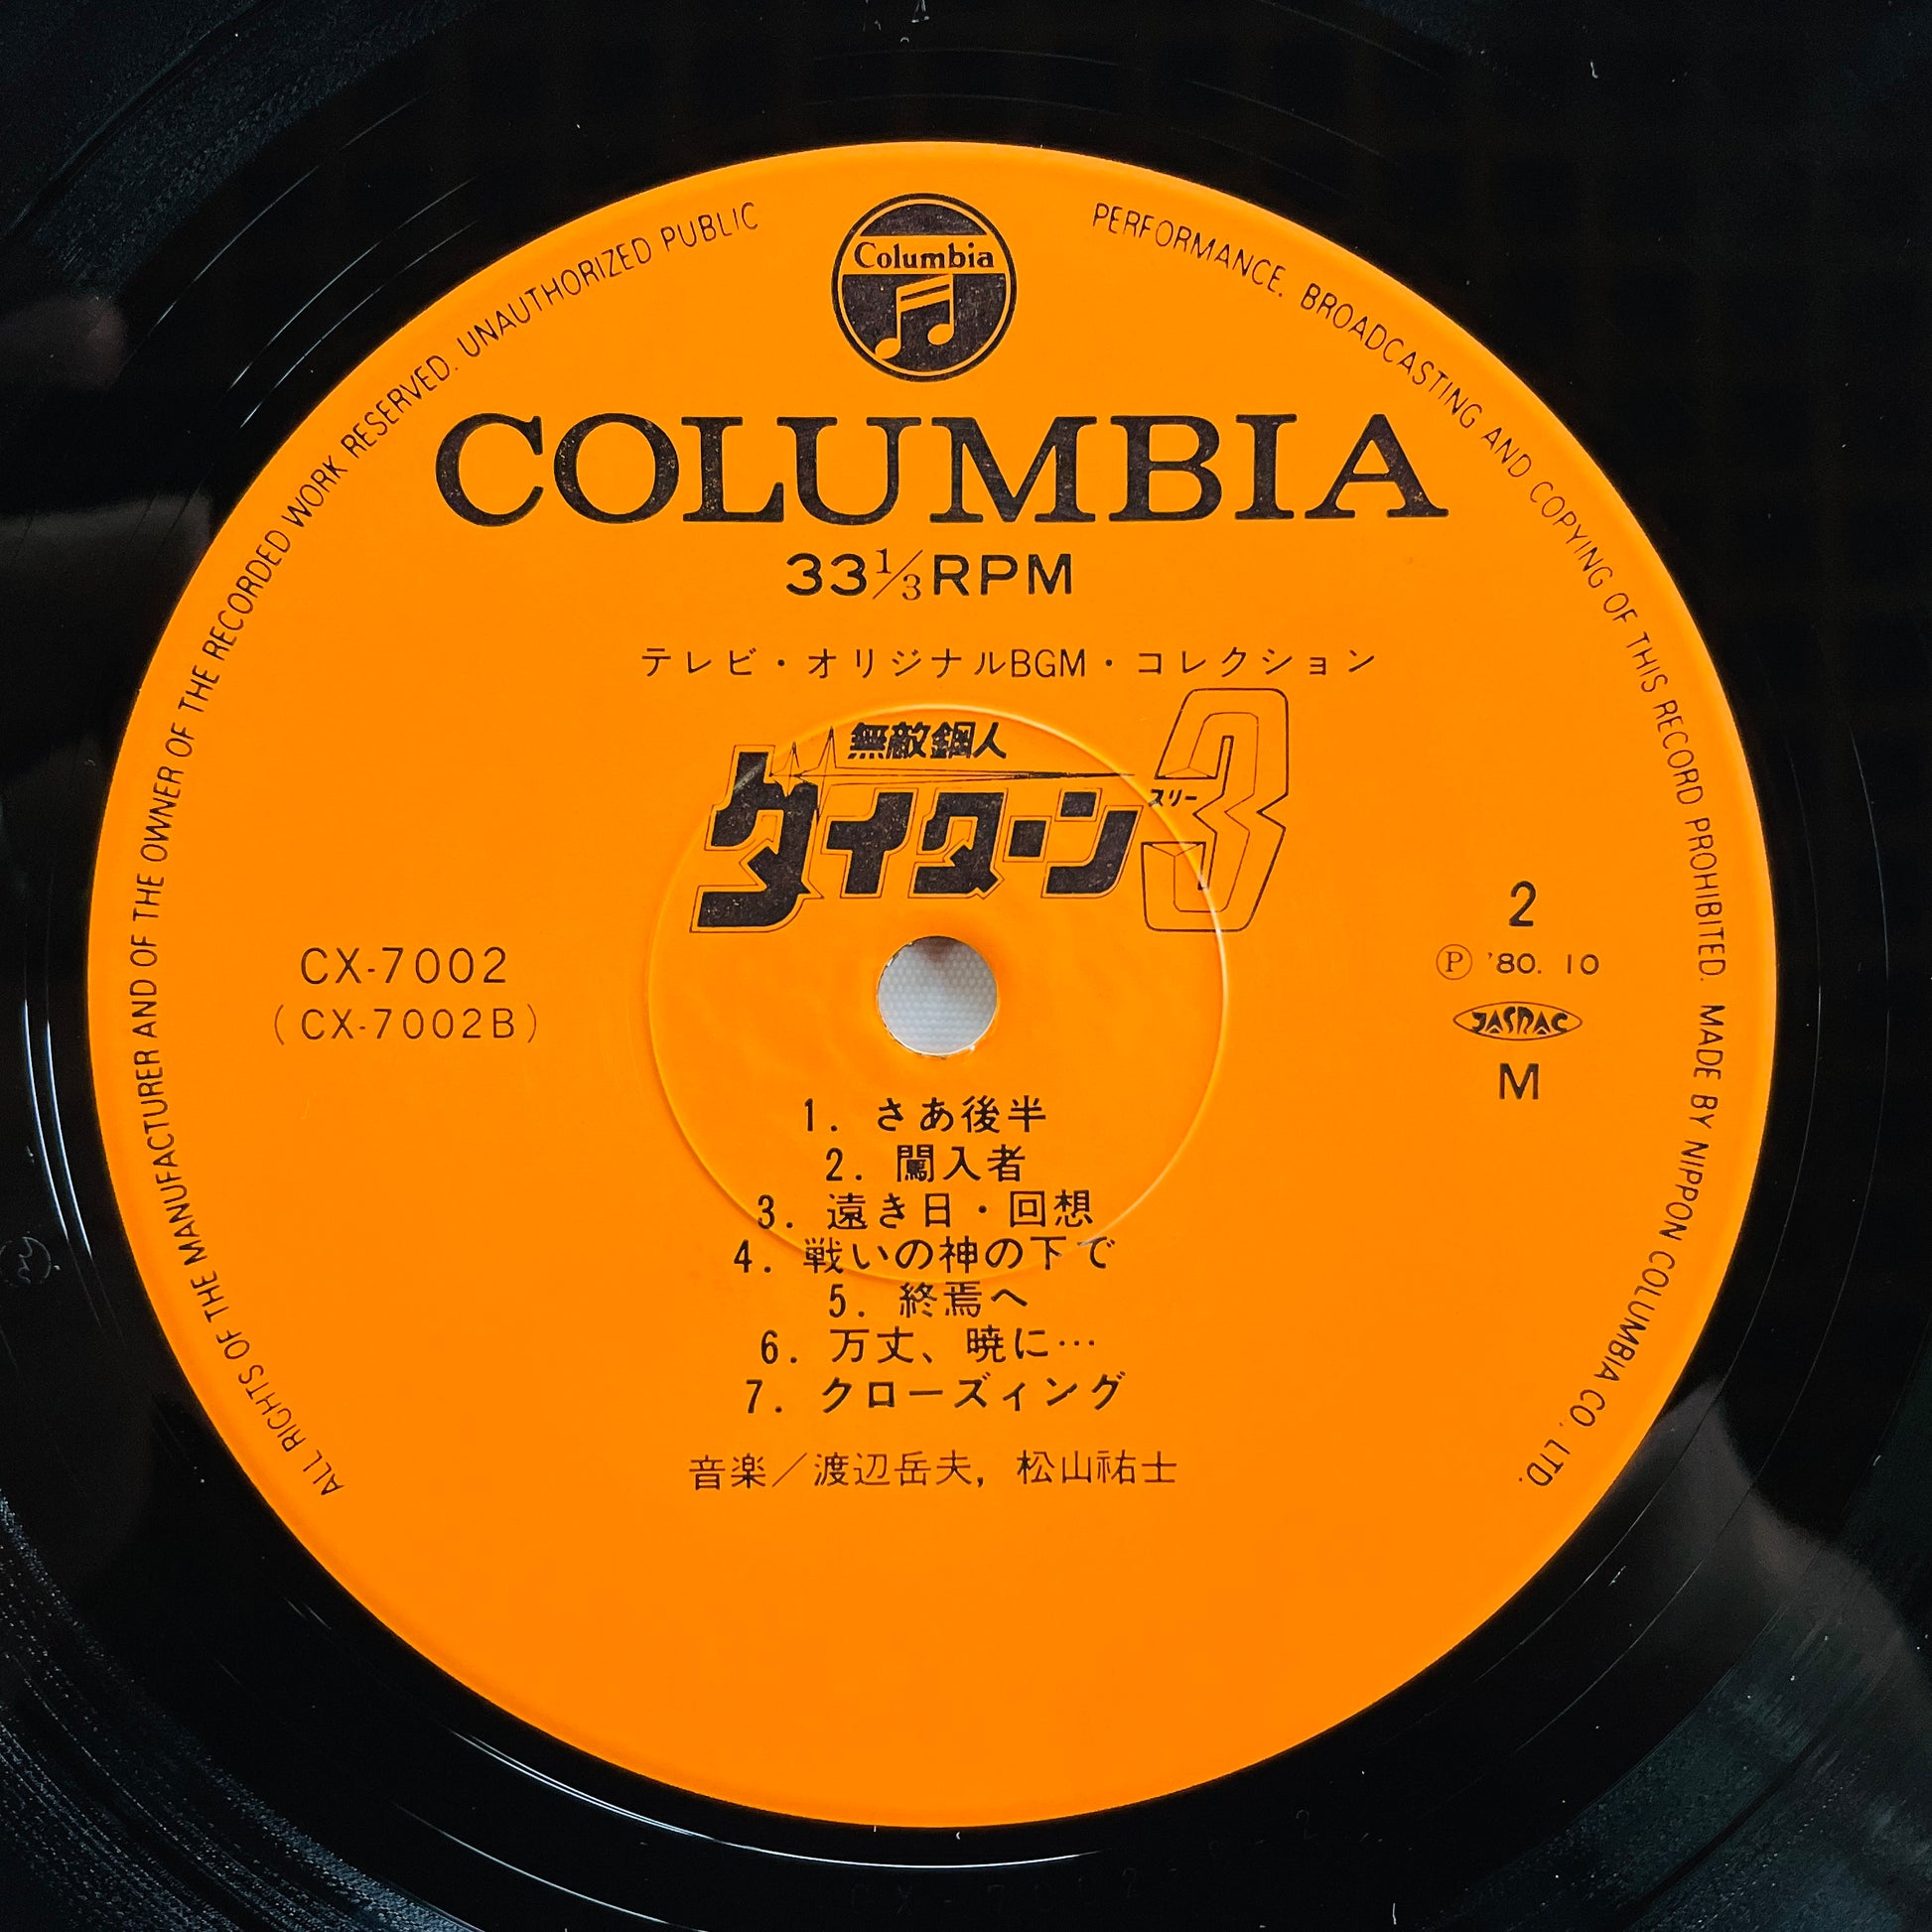 Columbia
COLUMBIA
33⅓RPM
テレビ・オリジナルBGM・コレクション
無敵鋼人
ダイターン3
スリー
CX-7002
(CX-7002B)
2
Ⓟ '80. 10
JASRAC
M
1. さあ後半
2. 闖入者
3. 遠き日・回想
4. 戦いの神の下で
5. 終焉へ
6. 万丈、暁に…
7. クローズィング
音楽／渡辺岳夫, 松山祐士
ALL RIGHTS OF THE MANUFACTURER AND OF THE OWNER OF THE RECORDED WORK RESERVED. UNAUTHORIZED PUBLIC PERFORMANCE. BROADCASTING AND COPYING OF THIS RECORD PROHIBITED. MADE BY NIPPON COLUMBIA CO., LTD.